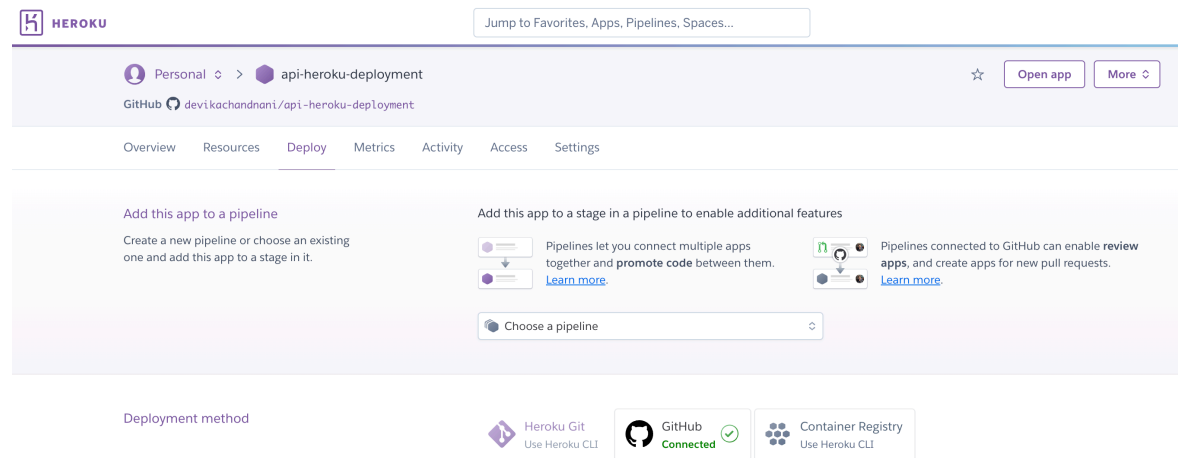 HEROKU
Jump to Favorites, Apps, Pipelines, Spaces...
Personal > api-heroku-deployment
Open app
More
GitHub devikachandnani/api-heroku-deployment
Overview Resources Deploy Metrics Activity Access Settings
Add this app to a pipeline
Create a new pipeline or choose an existing
one and add this app to a stage in it.
Add this app to a stage in a pipeline to enable additional features
Pipelines let you connect multiple apps
together and promote code between them.
Learn more.
Pipelines connected to GitHub can enable review
apps, and create apps for new pull requests.
Learn more.
Choose a pipeline
Deployment method
Heroku Git
Use Heroku CLI
GitHub
Connected
Container Registry
Use Heroku CLI